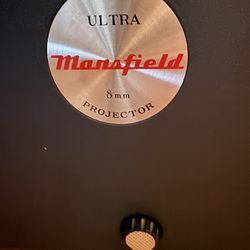 ULTRA
Mansfield
8mm
PROJECTOR